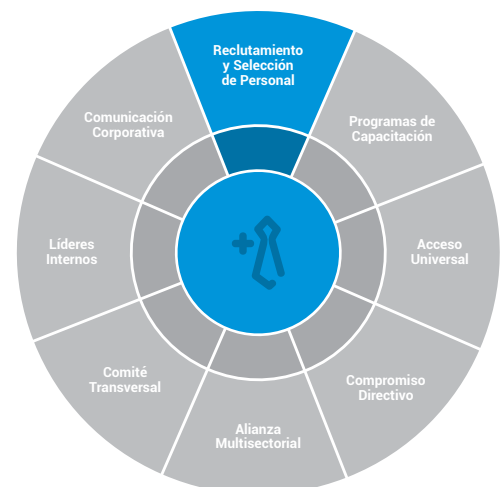 Reclutamiento
y Selección
de Personal
Programas de
Capacitación
Acceso
Universal
Compromiso
Directivo
Alianza
Multisectorial
Comité
Transversal
Líderes
Internos
Comunicación
Corporativa